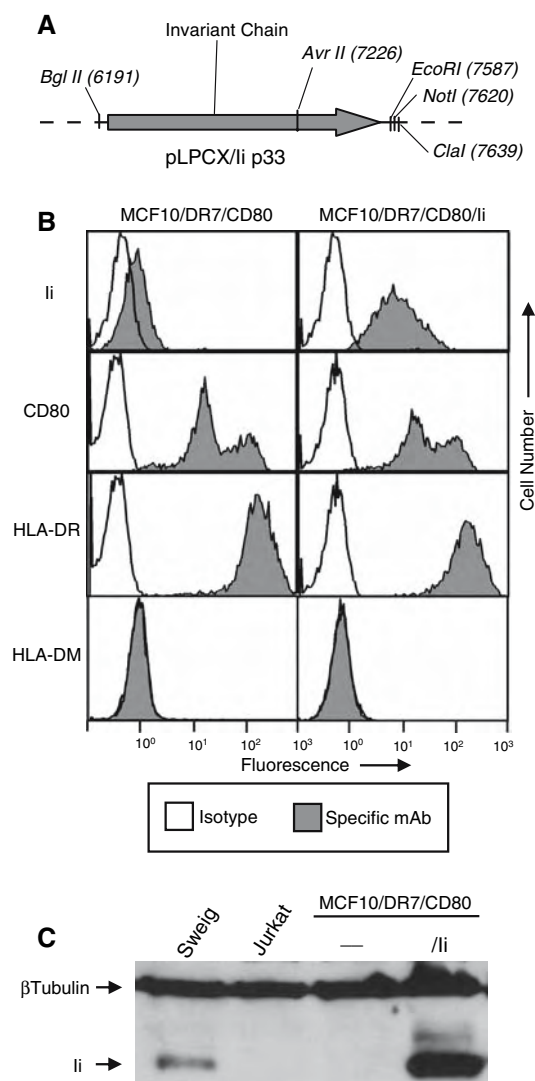 A
Invariant Chain
Bgl II (6191)
Avr II (7226)
EcoRI (7587)
NotI (7620)
ClaI (7639)
pLPCX/Ii p33
B
MCF10/DR7/CD80
MCF10/DR7/CD80/Ii
Ii
CD80
HLA-DR
HLA-DM
Cell Number
10⁰ 10¹ 10² 10³ 10⁰ 10¹ 10² 10³
Fluorescence
Isotype
Specific mAb
C
Sweig
Jurkat
MCF10/DR7/CD80
—
/Ii
βTubulin
Ii